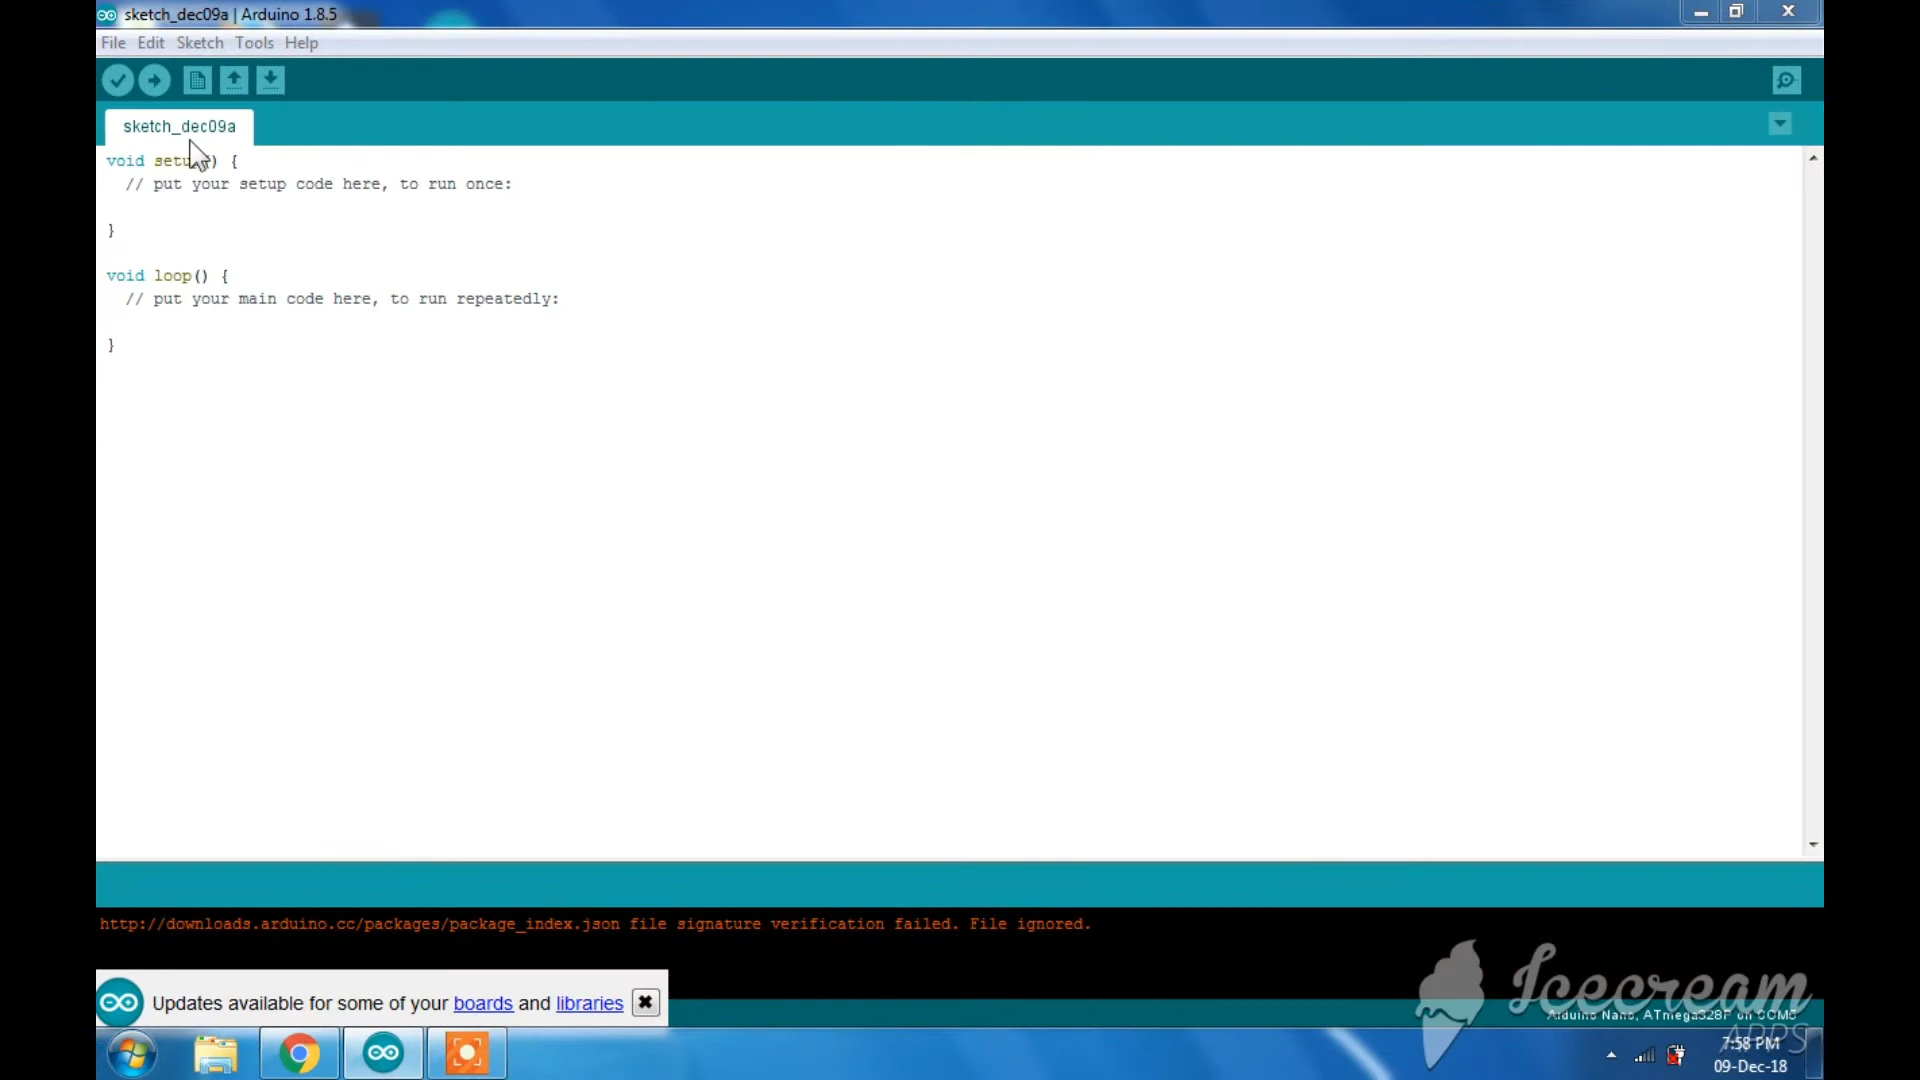 sketch_dec09a | Arduino 1.8.5
File Edit Sketch Tools Help
sketch_dec09a
void setup() {
// put your setup code here, to run once:
}
void loop() {
// put your main code here, to run repeatedly:
}
http://downloads.arduino.cc/packages/package_index.json file signature verification failed. File ignored.
Updates available for some of your boards and libraries
Icecream
APPS
Arduino Nano, ATmega328P on COM5
7:58 PM
09-Dec-18